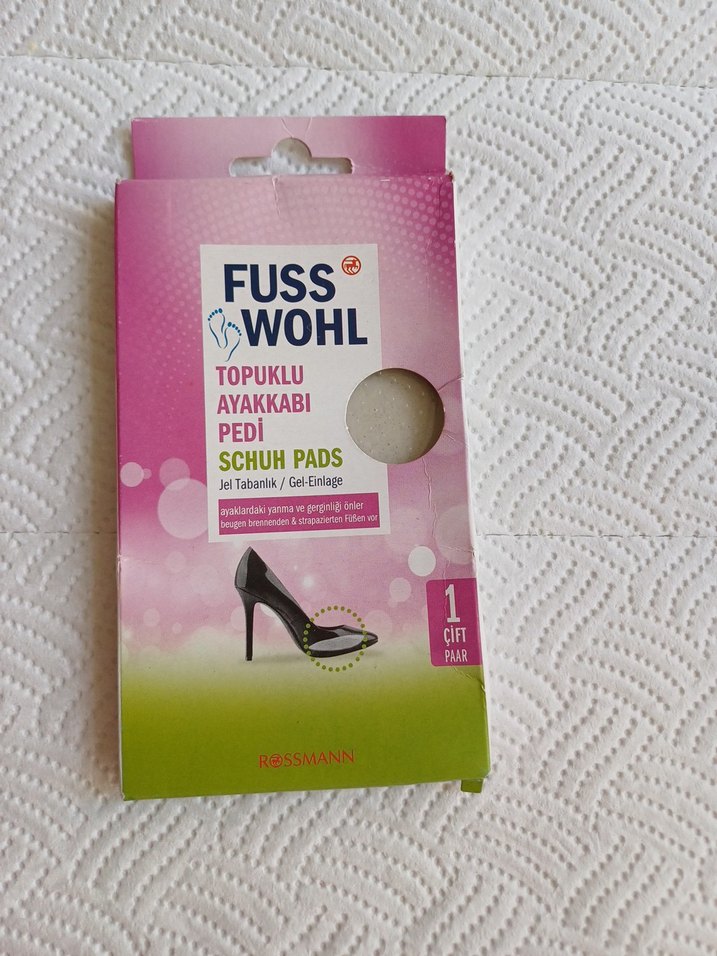 FUSS
WOHL
TOPUKLU
AYAKKABI
PEDİ
SCHUH PADS
Jel Tabanlık / Gel-Einlage
ayaklardaki yanma ve gerginliği önler
beugen brennenden & strapazierten Füßen vor
1
ÇİFT
PAAR
ROSSMANN